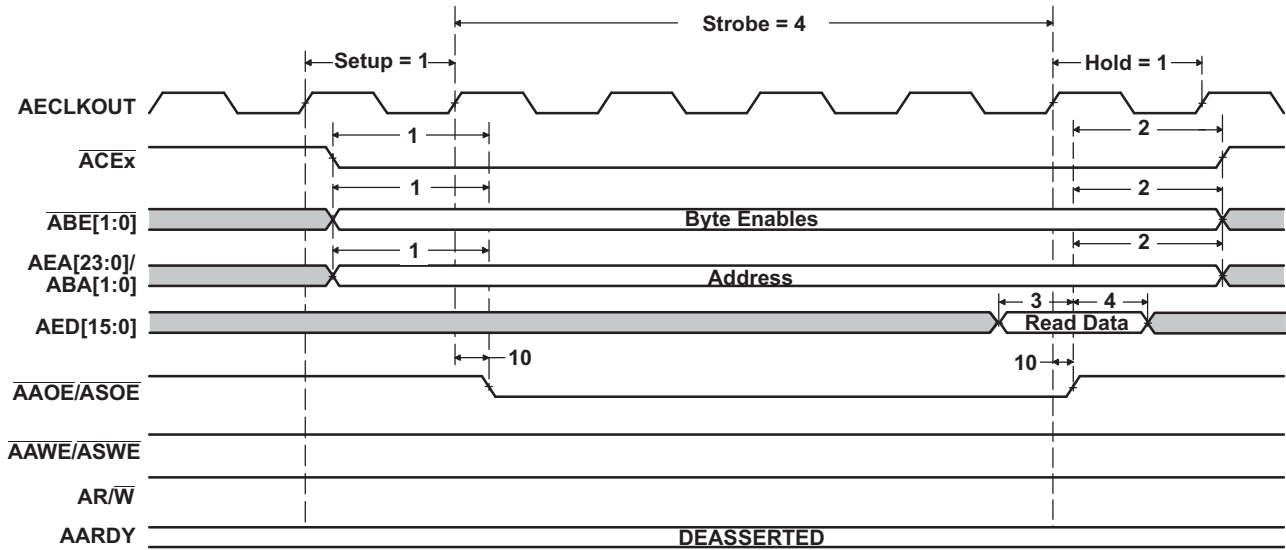 Strobe = 4
Setup = 1
Hold = 1
AECLKOUT
1
2
ACEx
1
2
ABE[1:0]
Byte Enables
1
2
AEA[23:0]/
ABA[1:0]
Address
3
4
AED[15:0]
Read Data
10
10
AAOE/ASOE
AAWE/ASWE
AR/W
AARDY
DEASSERTED